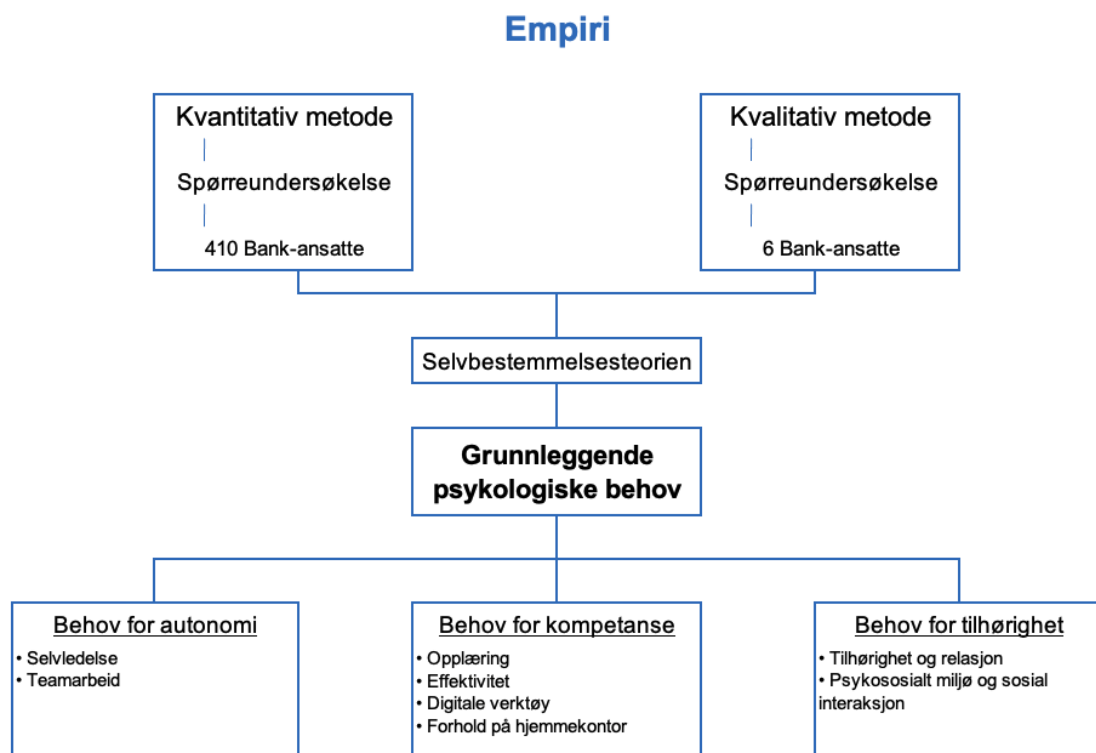 Empiri
Kvantitativ metode
Spørreundersøkelse
410 Bank-ansatte
Kvalitativ metode
Spørreundersøkelse
6 Bank-ansatte
Selvbestemmelsesteorien
Grunnleggende
psykologiske behov
Behov for autonomi
• Selvledelse
• Teamarbeid
Behov for kompetanse
• Opplæring
• Effektivitet
• Digitale verktøy
• Forhold på hjemmekontor
Behov for tilhørighet
• Tilhørighet og relasjon
• Psykososialt miljø og sosial
interaksjon